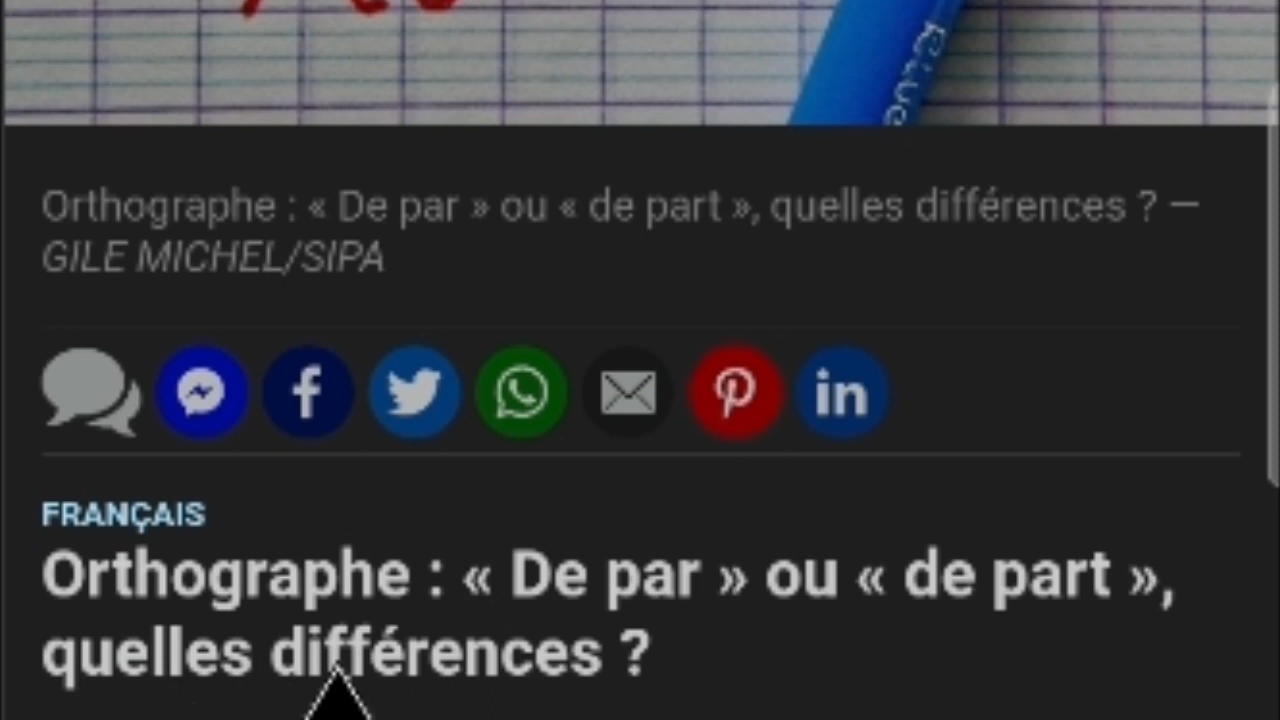 Orthographe : « De par » ou « de part », quelles différences ? —
GILE MICHEL/SIPA
FRANÇAIS
Orthographe : « De par » ou « de part »,
quelles différences ?